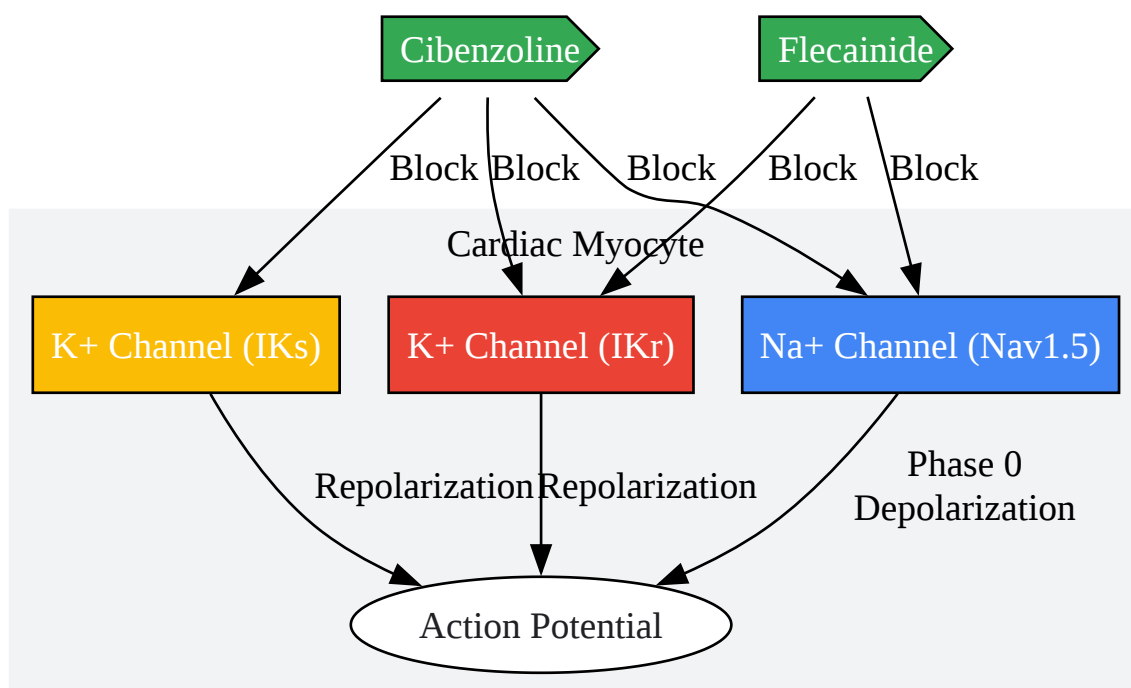 Cibenzoline
Flecainide
Block
Block
Block
Block
Block
Cardiac Myocyte
K+ Channel (IKs)
K+ Channel (IKr)
Na+ Channel (Nav1.5)
Repolarization
Repolarization
Phase 0
Depolarization
Action Potential